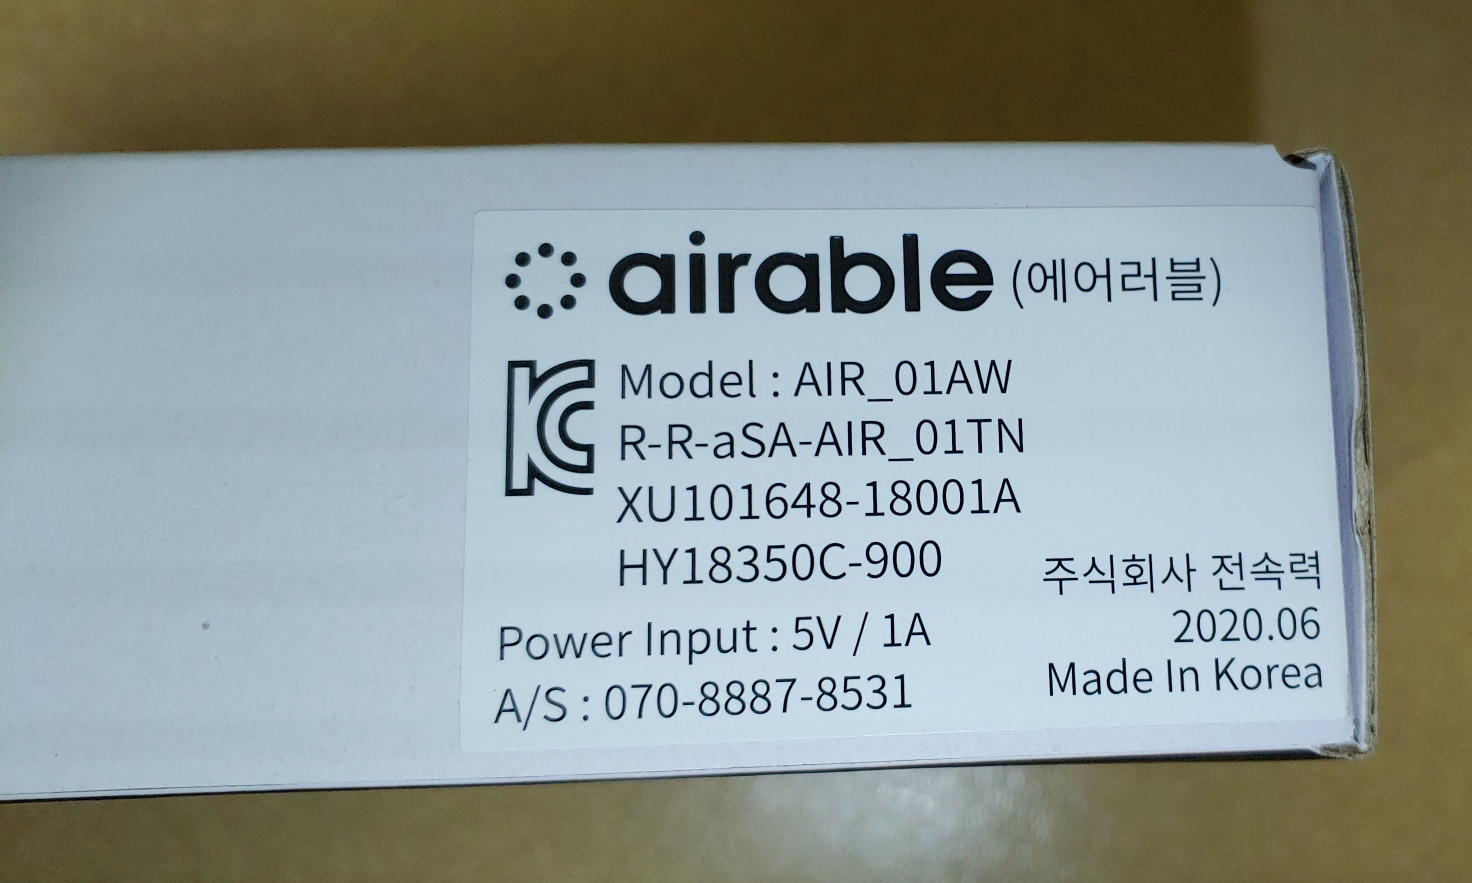 airable (에어러블)
Model : AIR_01AW
R-R-aSA-AIR_01TN
XU101648-18001A
HY18350C-900
Power Input : 5V / 1A
A/S : 070-8887-8531
주식회사 전속력
2020.06
Made In Korea